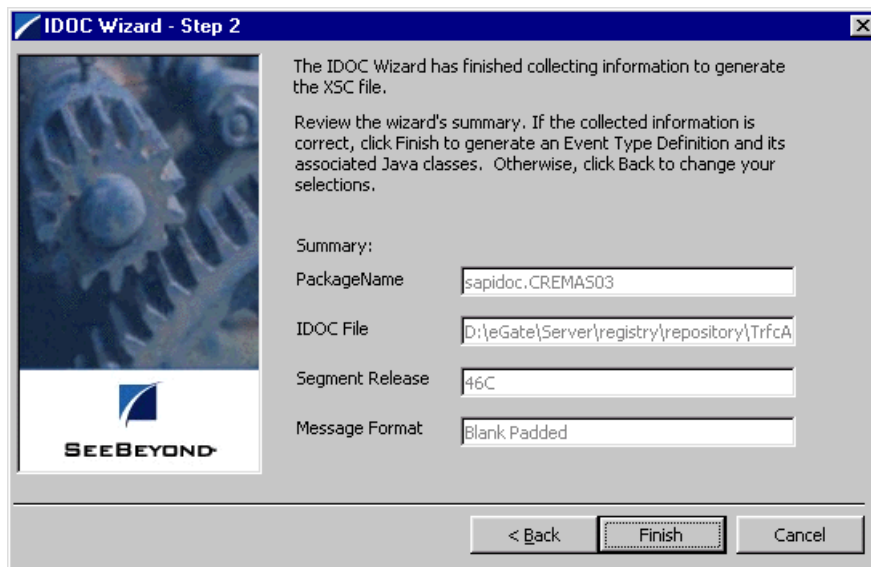 IDOC Wizard - Step 2
The IDOC Wizard has finished collecting information to generate
the XSC file.
Review the wizard's summary. If the collected information is
correct, click Finish to generate an Event Type Definition and its
associated Java classes.  Otherwise, click Back to change your
selections.
Summary:
PackageName
sapidoc.CREMAS03
IDOC File
D:\eGate\Server\registry\repository\TrfcA
Segment Release
46C
Message Format
Blank Padded
SEEBEYOND
< Back
Finish
Cancel